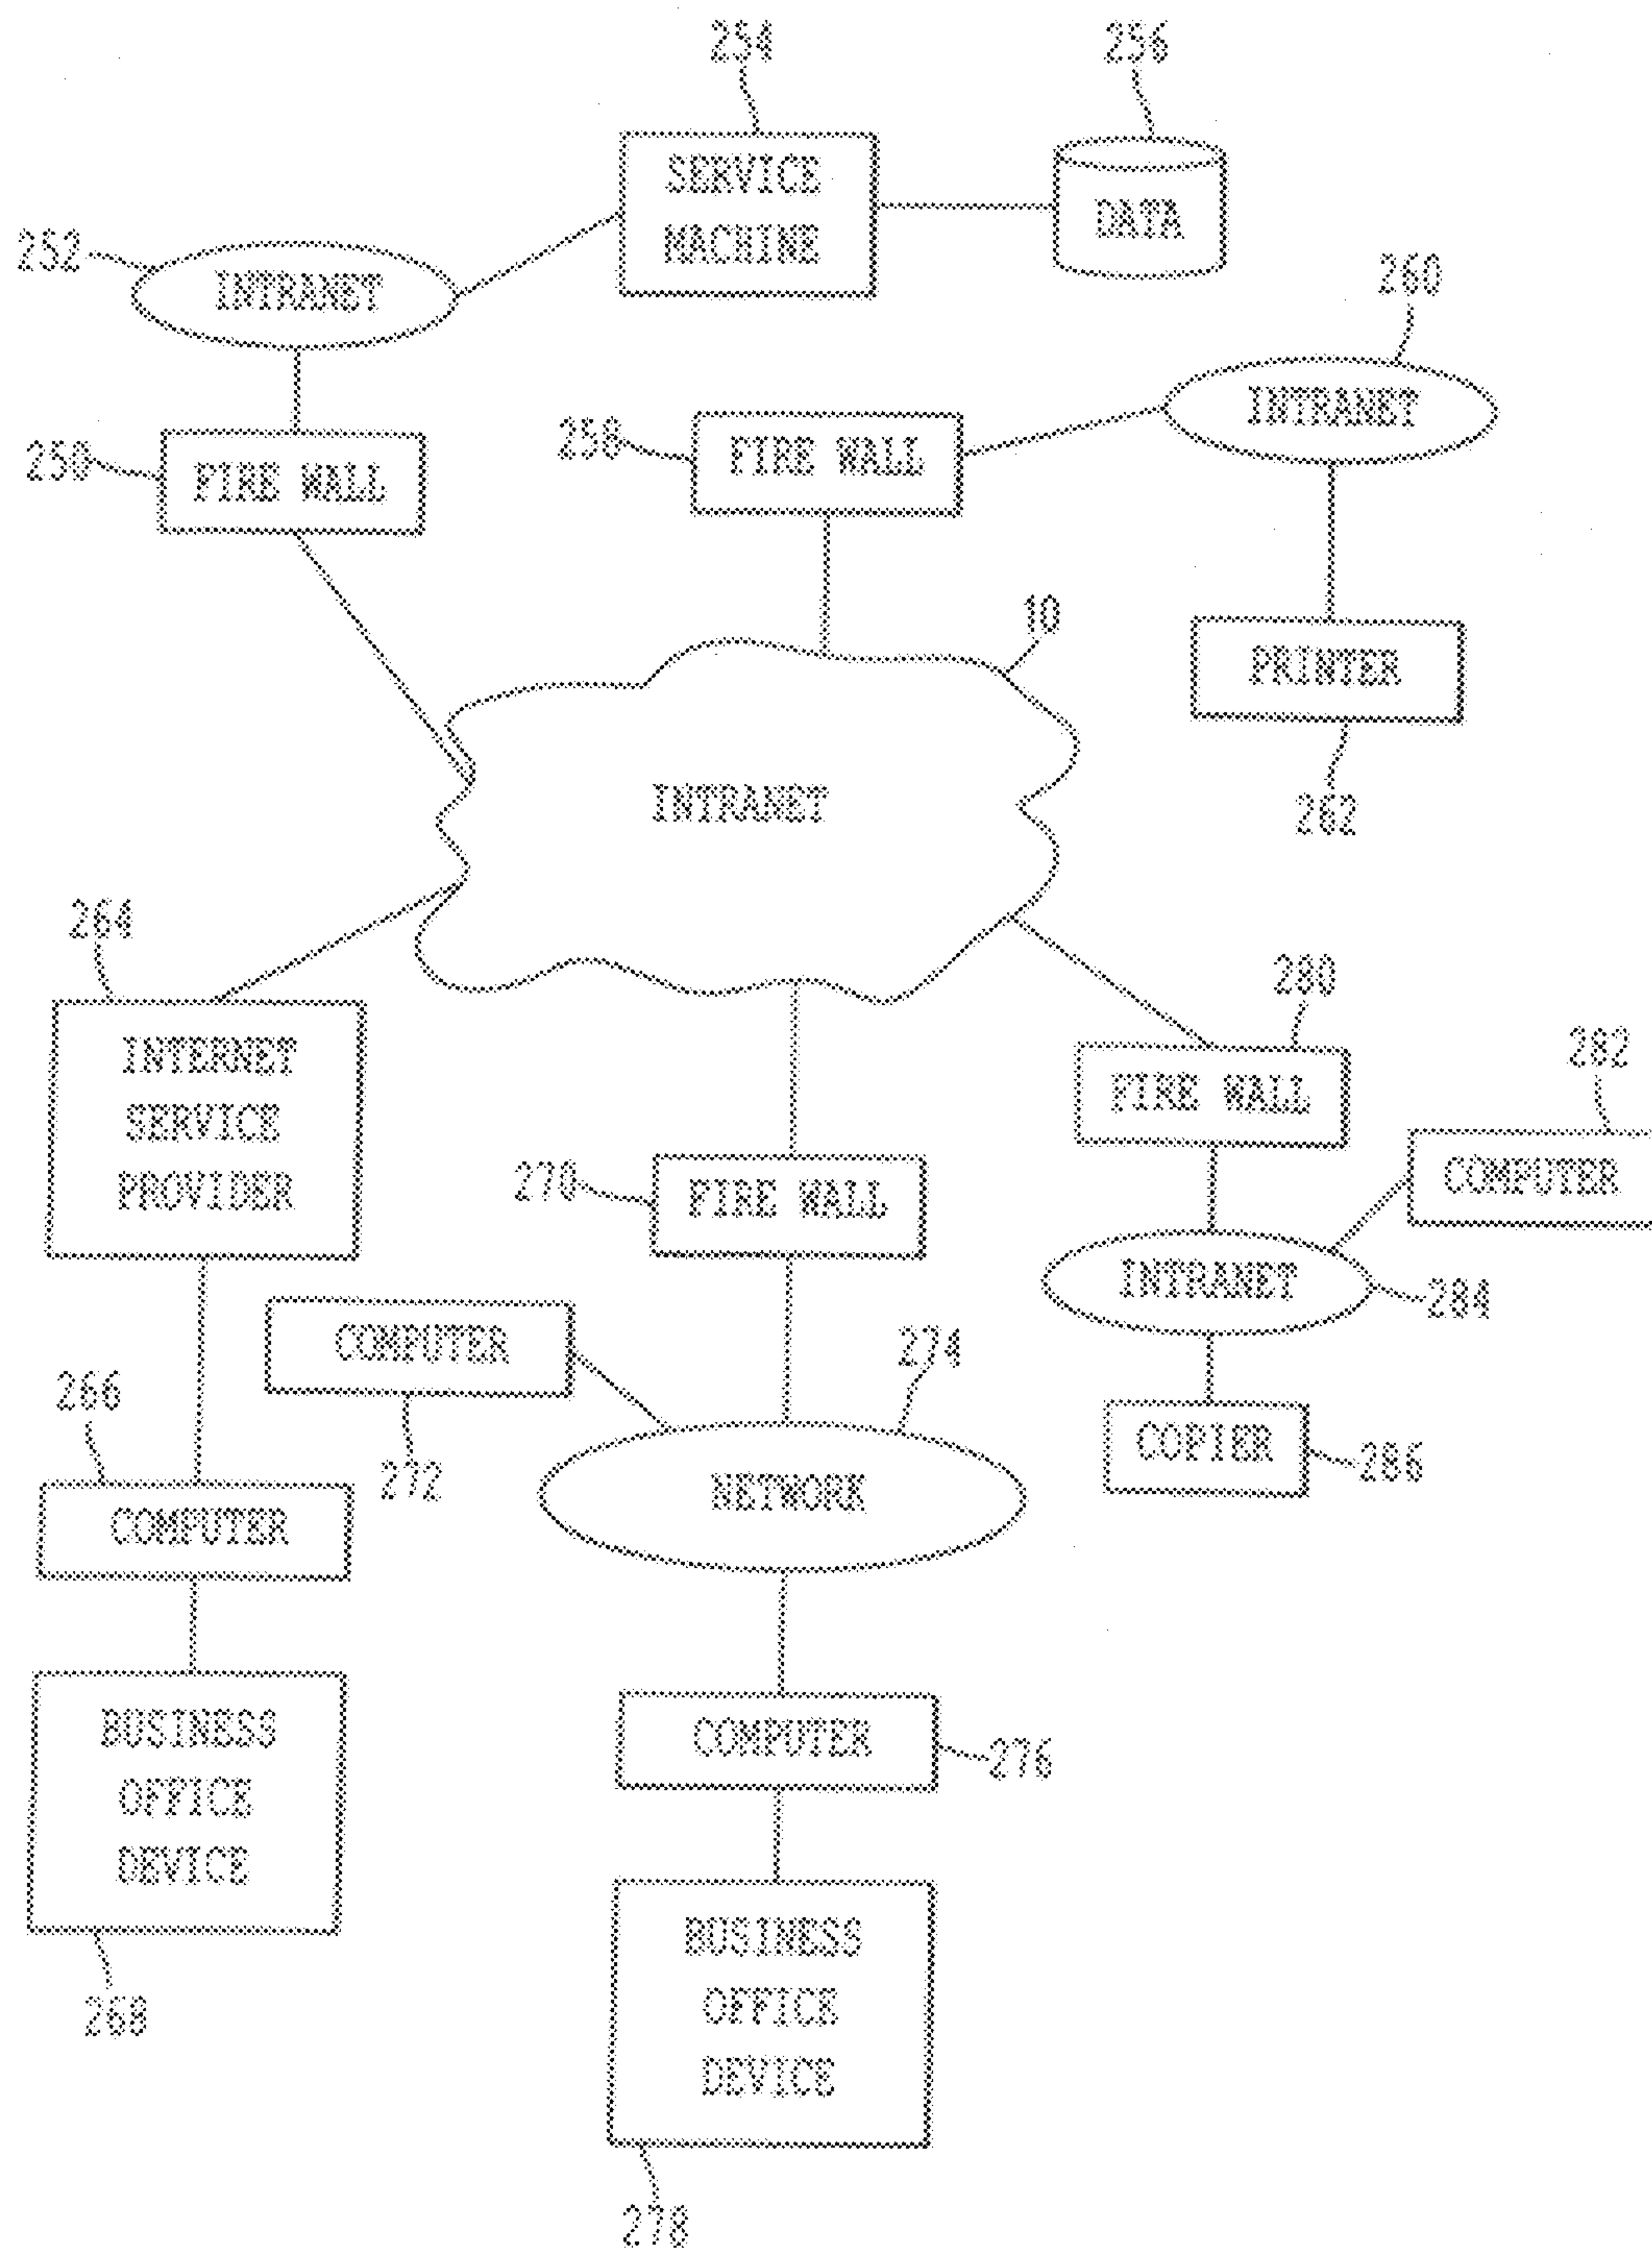 254
256
SERVICE
MACHINE
DATA
252
INTRANET
260
INTRANET
250
FIRE WALL
258
FIRE WALL
10
PRINTER
262
INTRANET
264
INTERNET
SERVICE
PROVIDER
280
FIRE WALL
282
COMPUTER
270
FIRE WALL
INTRANET
284
COMPUTER
272
274
266
COMPUTER
NETWORK
COPIER
286
BUSINESS
OFFICE
DEVICE
268
COMPUTER
276
BUSINESS
OFFICE
DEVICE
278